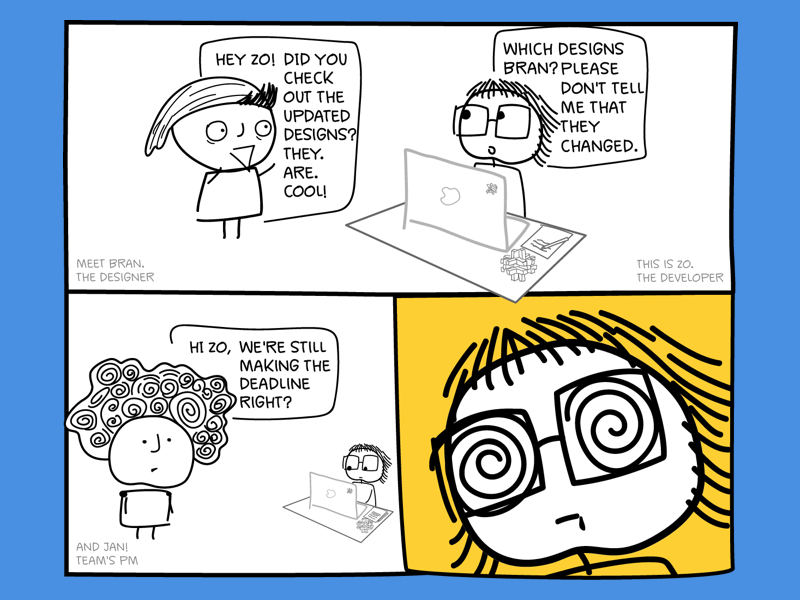 HEY ZO! DID YOU
CHECK
OUT THE
UPDATED
DESIGNS?
THEY.
ARE.
COOL!
WHICH DESIGNS
BRAN? PLEASE
DON'T TELL
ME THAT
THEY
CHANGED.
MEET BRAN.
THE DESIGNER
THIS IS ZO.
THE DEVELOPER
HI ZO, WE'RE STILL
MAKING THE
DEADLINE
RIGHT?
AND JAN!
TEAM'S PM